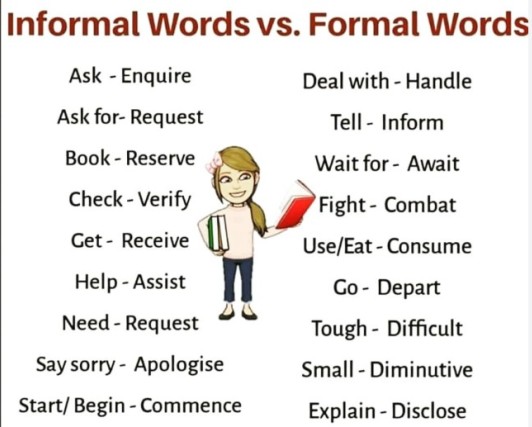 Informal Words vs. Formal Words
Ask - Enquire
Ask for- Request
Book - Reserve
Check - Verify
Get - Receive
Help - Assist
Need - Request
Say sorry - Apologise
Start/ Begin - Commence
Deal with - Handle
Tell - Inform
Wait for - Await
Fight - Combat
Use/Eat - Consume
Go - Depart
Tough - Difficult
Small - Diminutive
Explain - Disclose